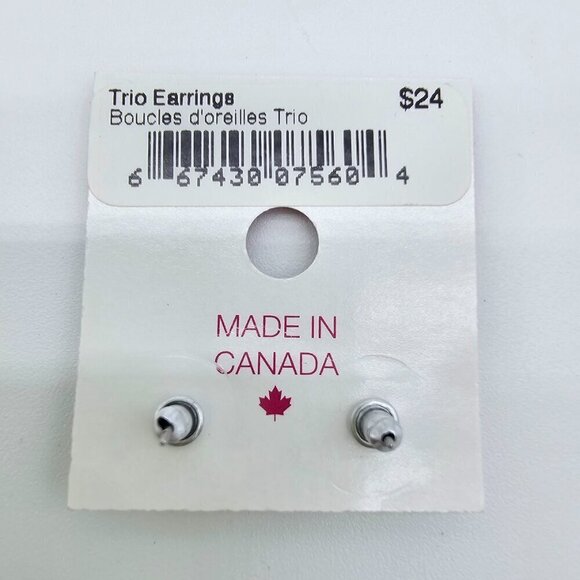 Trio Earrings $24
Boucles d'oreilles Trio
6 67430 07560 4
MADE IN
CANADA